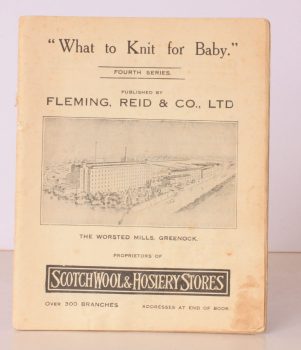 "What to Knit for Baby."
FOURTH SERIES.
PUBLISHED BY
FLEMING, REID & CO., LTD
THE WORSTED MILLS, GREENOCK.
PROPRIETORS OF
SCOTCH WOOL & HOSIERY STORES
OVER 300 BRANCHES ADDRESSES AT END OF BOOK